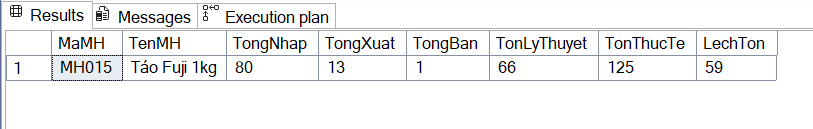 Results Messages Execution plan
MaMH TenMH TongNhap TongXuat TongBan TonLyThuyet TonThucTe LechTon
1 MH015 Táo Fuji 1kg 80 13 1 66 125 59